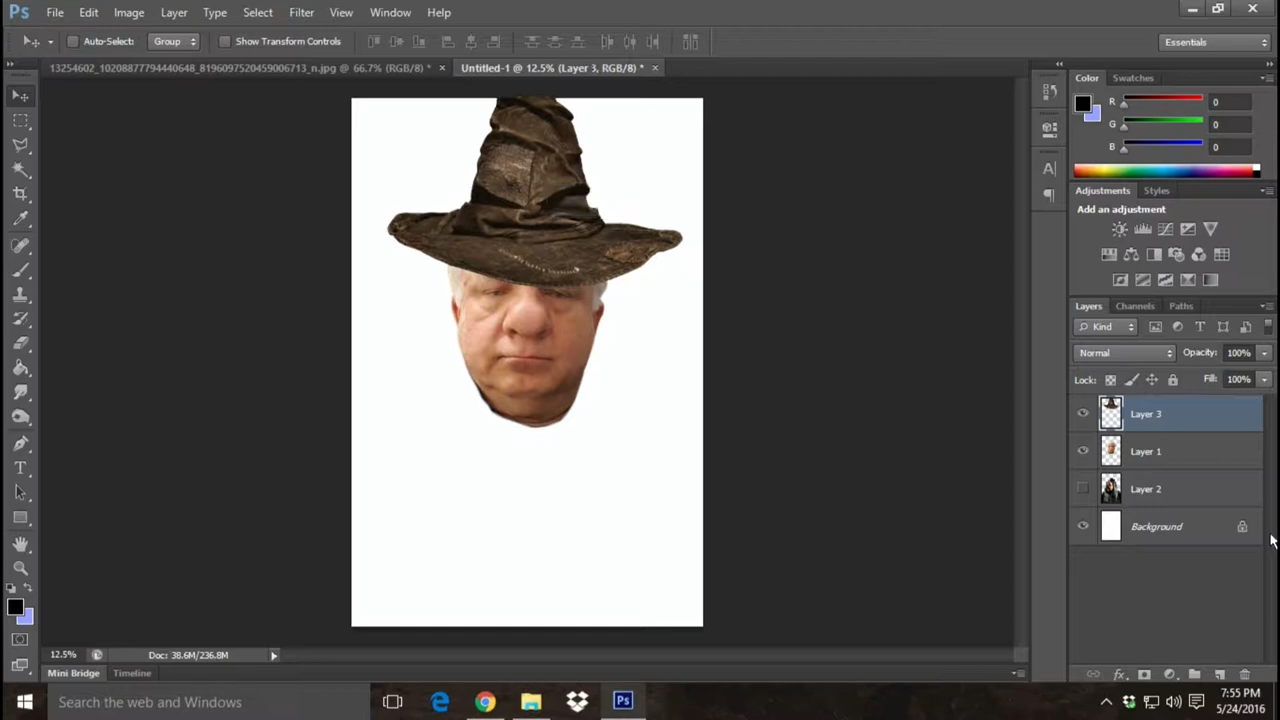 Ps File Edit Image Layer Type Select Filter View Window Help
Auto-Select: Group Show Transform Controls Essentials
13254602_10208877794440648_8196097520459006713_n.jpg @ 66.7% (RGB/8) * × Untitled-1 @ 12.5% (Layer 3, RGB/8) * ×
Color Swatches
R 0
G 0
B 0
Adjustments Styles
Add an adjustment
Layers Channels Paths
Kind
Normal Opacity: 100%
Lock: Fill: 100%
Layer 3
Layer 1
Layer 2
Background
12.5% Doc: 38.6M/236.8M
Mini Bridge Timeline
Search the web and Windows
7:55 PM
5/24/2016